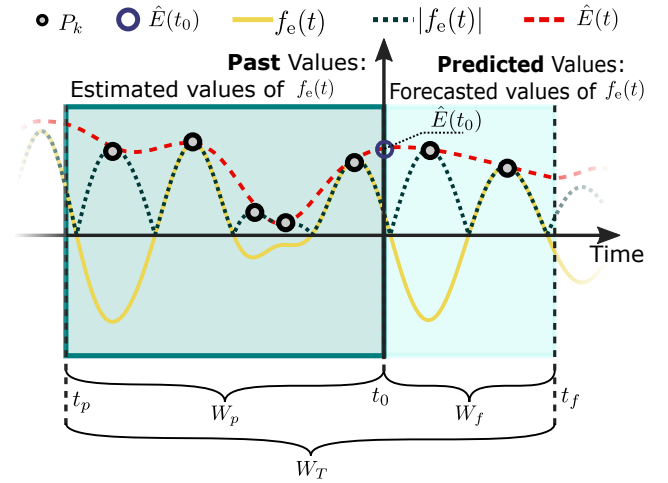 P_k Ê(t_0) f_e(t) |f_e(t)| Ê(t)
Past Values: Predicted Values:
Estimated values of f_e(t) Forecasted values of f_e(t)
Ê(t_0)
Time
t_p W_p t_0 W_f t_f
W_T